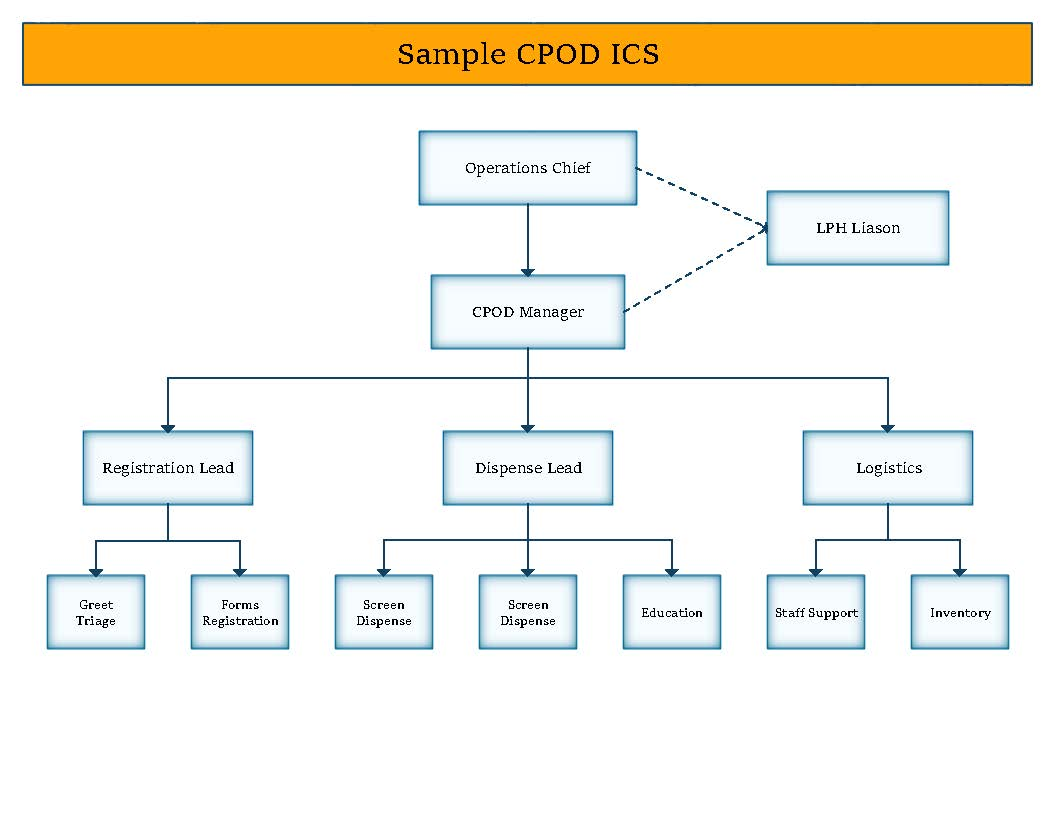 Sample CPOD ICS
Operations Chief
LPH Liason
CPOD Manager
Registration Lead
Dispense Lead
Logistics
Greet
Triage
Forms
Registration
Screen
Dispense
Screen
Dispense
Education
Staff Support
Inventory